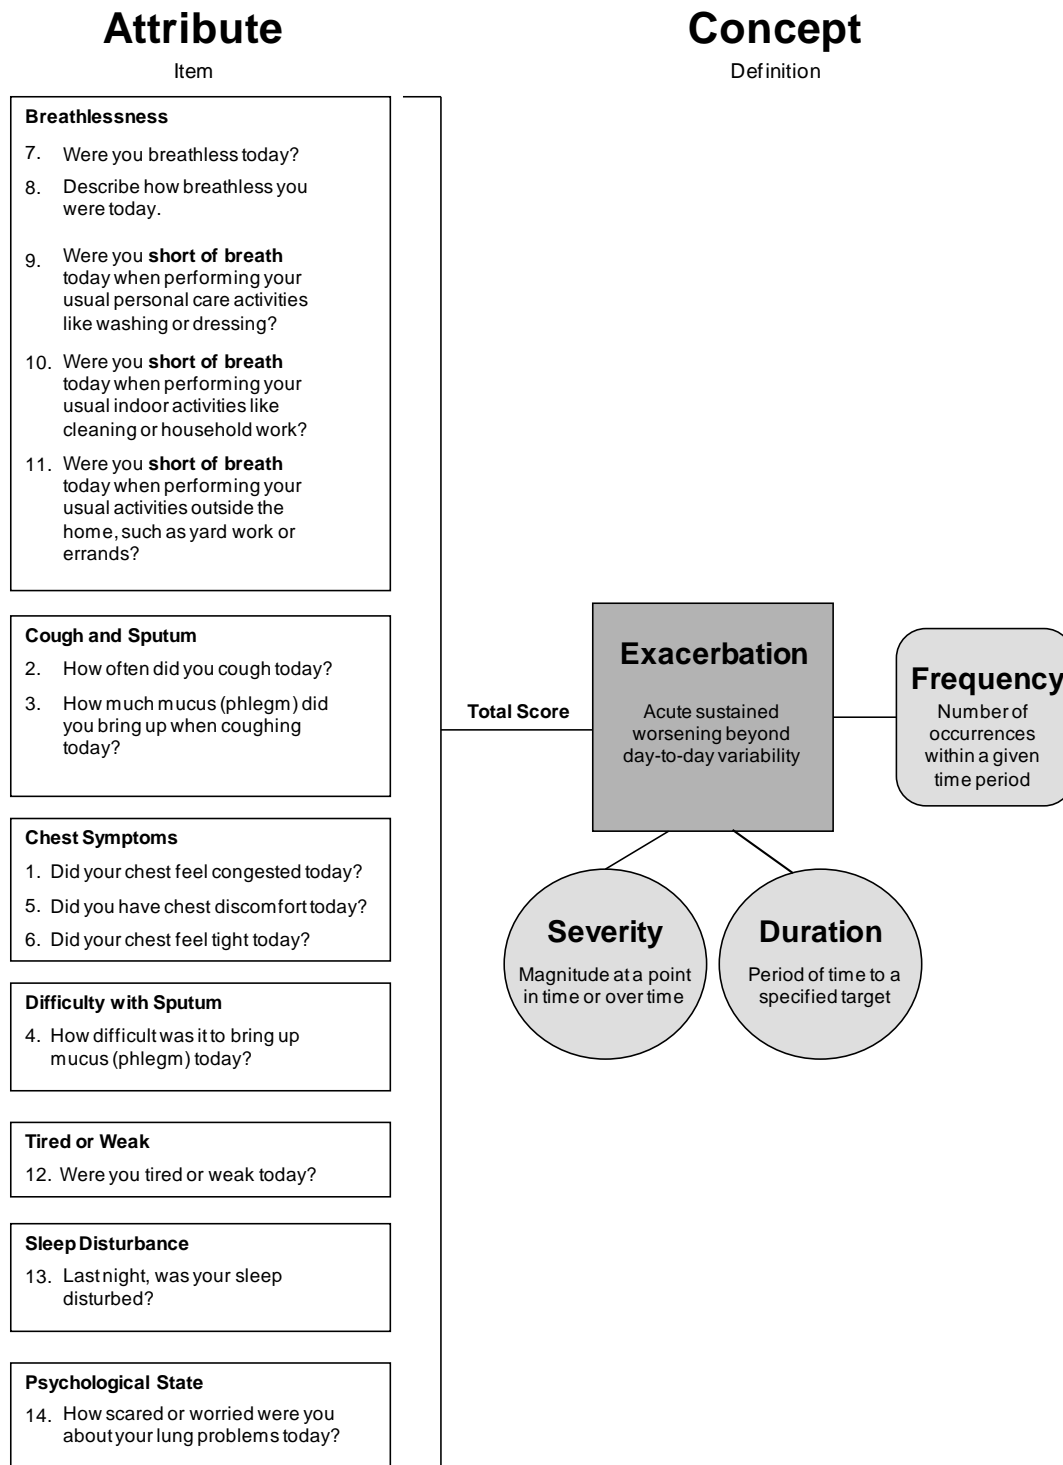 Attribute
Item
Concept
Definition
Breathlessness
7. Were you breathless today?
8. Describe how breathless you
were today.
9. Were you short of breath
today when performing your
usual personal care activities
like washing or dressing?
10. Were you short of breath
today when performing your
usual indoor activities like
cleaning or household work?
11. Were you short of breath
today when performing your
usual activities outside the
home, such as yard work or
errands?
Cough and Sputum
2. How often did you cough today?
3. How much mucus (phlegm) did
you bring up when coughing
today?
Chest Symptoms
1. Did your chest feel congested today?
5. Did you have chest discomfort today?
6. Did your chest feel tight today?
Difficulty with Sputum
4. How difficult was it to bring up
mucus (phlegm) today?
Tired or Weak
12. Were you tired or weak today?
Sleep Disturbance
13. Last night, was your sleep
disturbed?
Psychological State
14. How scared or worried were you
about your lung problems today?
Total Score
Exacerbation
Acute sustained
worsening beyond
day-to-day variability
Frequency
Number of
occurrences
within a given
time period
Severity
Magnitude at a point
in time or over time
Duration
Period of time to a
specified target